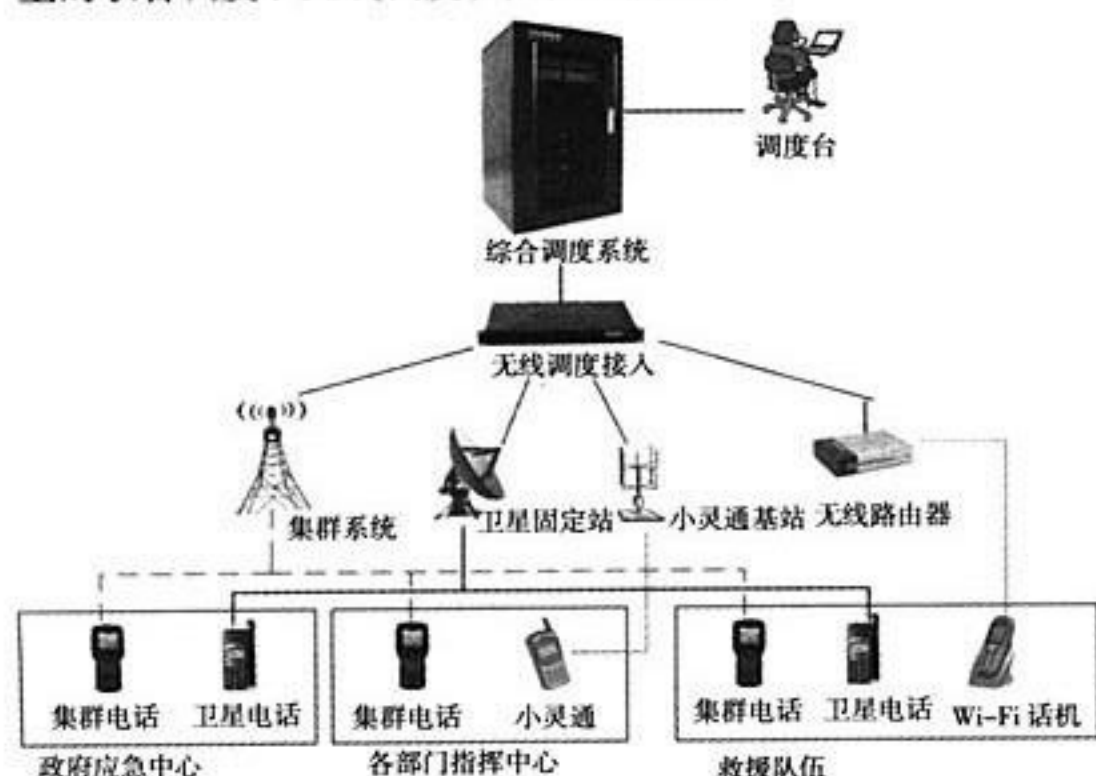 调度台
综合调度系统
无线调度接入
集群系统
卫星固定站
小灵通基站
无线路由器
集群电话 卫星电话
集群电话 小灵通
集群电话 卫星电话 Wi-Fi 话机
政府应急中心
各部门指挥中心
救援队伍